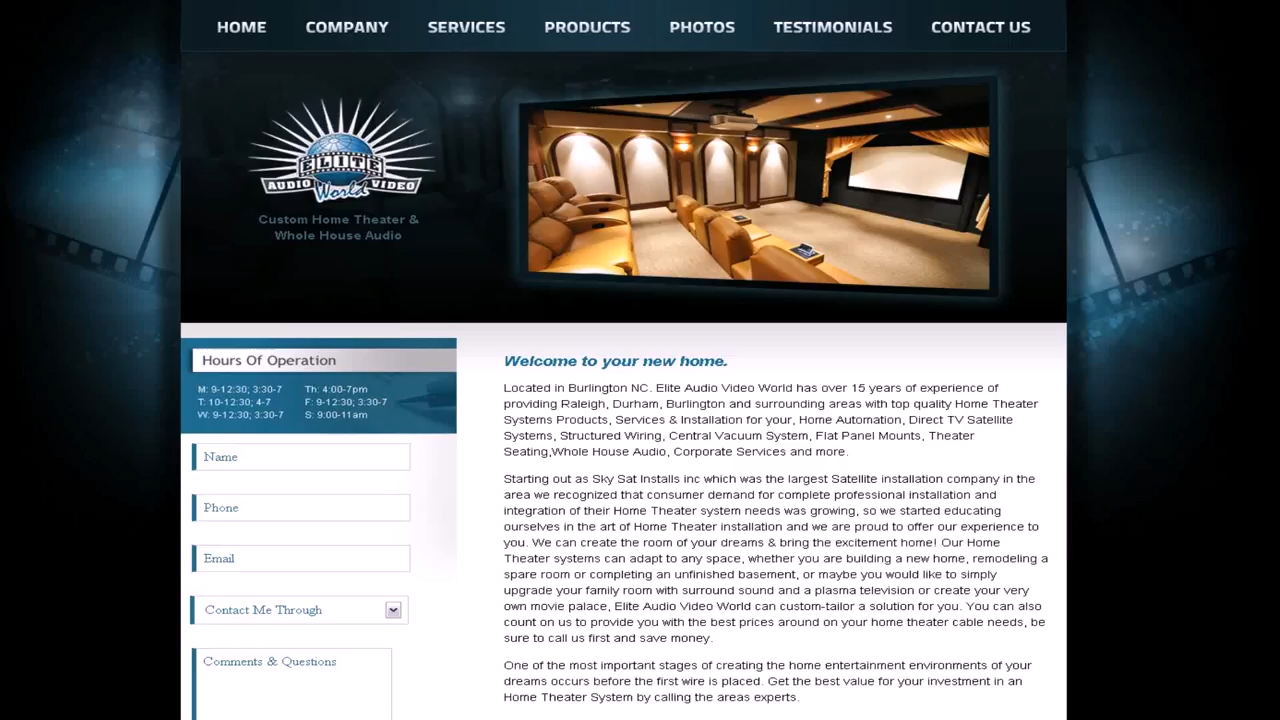 HOME COMPANY SERVICES PRODUCTS PHOTOS TESTIMONIALS CONTACT US
ELITE
AUDIO VIDEO
World
Custom Home Theater &
Whole House Audio
Hours Of Operation
M: 9-12:30; 3:30-7 Th: 4:00-7pm
T: 10-12:30; 4-7 F: 9-12:30; 3:30-7
W: 9-12:30; 3:30-7 S: 9:00-11am
Name
Phone
Email
Contact Me Through
Comments & Questions
Welcome to your new home.
Located in Burlington NC. Elite Audio Video World has over 15 years of experience of
providing Raleigh, Durham, Burlington and surrounding areas with top quality Home Theater
Systems Products, Services & Installation for your, Home Automation, Direct TV Satellite
Systems, Structured Wiring, Central Vacuum System, Flat Panel Mounts, Theater
Seating,Whole House Audio, Corporate Services and more.
Starting out as Sky Sat Installs inc which was the largest Satellite installation company in the
area we recognized that consumer demand for complete professional installation and
integration of their Home Theater system needs was growing, so we started educating
ourselves in the art of Home Theater installation and we are proud to offer our experience to
you. We can create the room of your dreams & bring the excitement home! Our Home
Theater systems can adapt to any space, whether you are building a new home, remodeling a
spare room or completing an unfinished basement, or maybe you would like to simply
upgrade your family room with surround sound and a plasma television or create your very
own movie palace, Elite Audio Video World can custom-tailor a solution for you. You can also
count on us to provide you with the best prices around on your home theater cable needs, be
sure to call us first and save money.
One of the most important stages of creating the home entertainment environments of your
dreams occurs before the first wire is placed. Get the best value for your investment in an
Home Theater System by calling the areas experts.